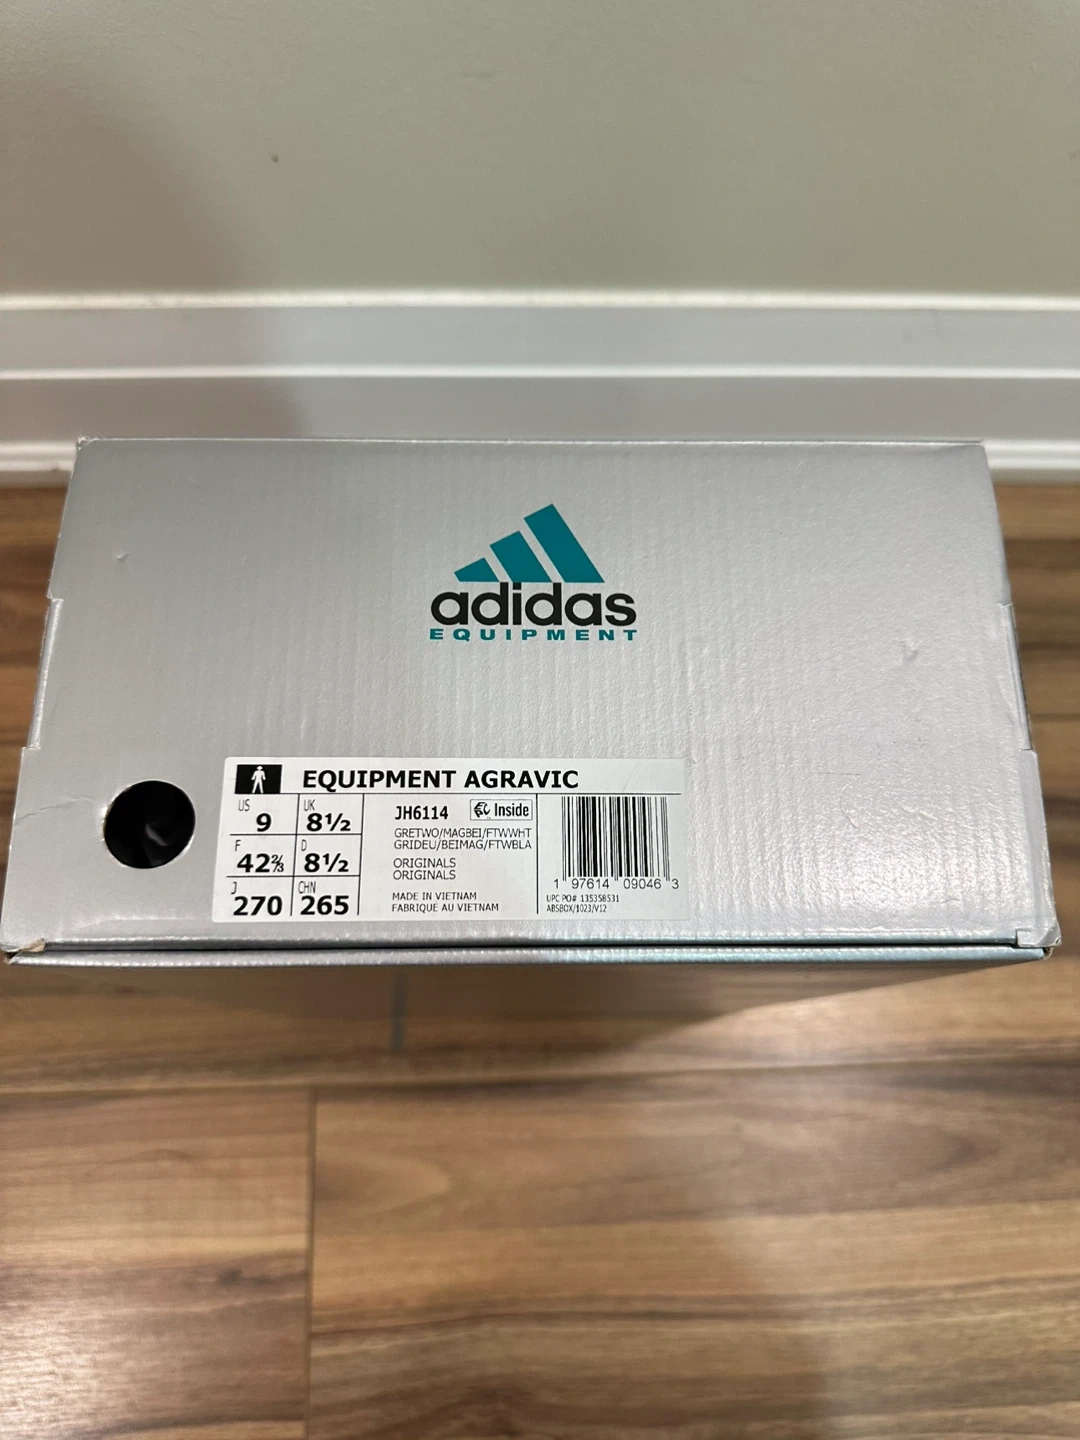 adidas
EQUIPMENT
EQUIPMENT AGRAVIC
US 9
UK 8½
F 42⅔
D 8½
J 270
CHN 265
JH6114
Inside
GRETWO/MAGBEI/FTWWHT
GRIDEU/BEIMAG/FTWBLA
ORIGINALS
ORIGINALS
MADE IN VIETNAM
FABRIQUÉ AU VIETNAM
1 97614 09046 3
UPC PO# 135358531
ABSBOX/1023/V12